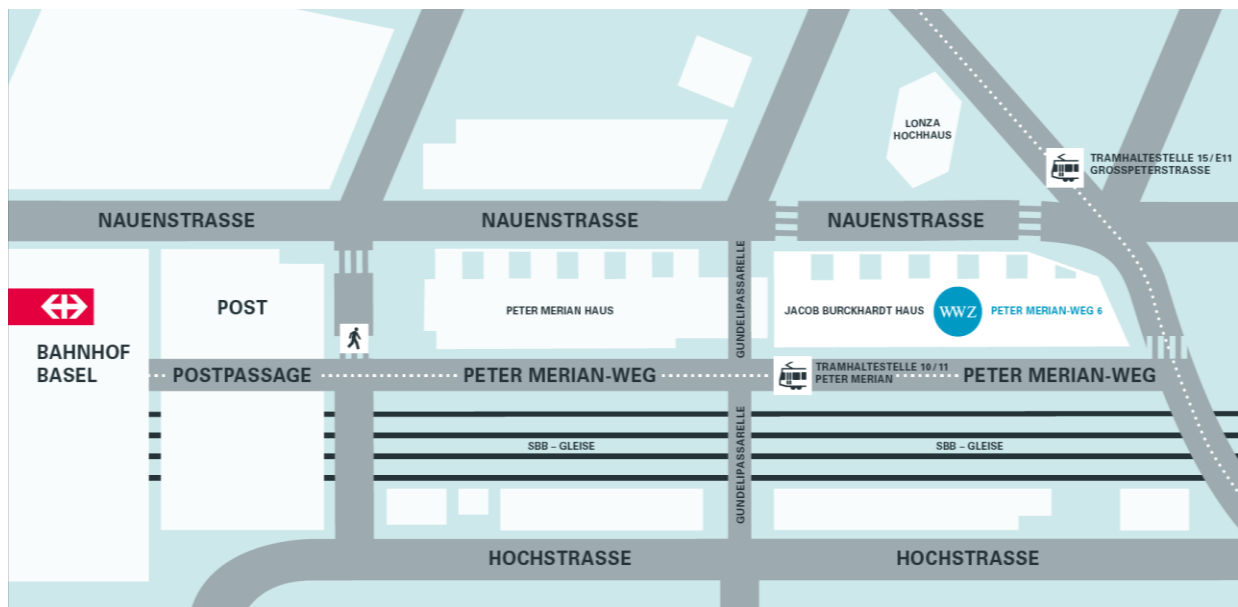 LONZA
HOCHHAUS
TRAMHALTESTELLE 15/E11
GROSSPETERSTRASSE
NAUENSTRASSE
NAUENSTRASSE
NAUENSTRASSE
GUNDELIPASSARELLE
POST
PETER MERIAN HAUS
JACOB BURCKHARDT HAUS
WWZ
PETER MERIAN-WEG 6
BAHNHOF
BASEL
POSTPASSAGE
PETER MERIAN-WEG
TRAMHALTESTELLE 10/11
PETER MERIAN
PETER MERIAN-WEG
GUNDELIPASSARELLE
SBB – GLEISE
SBB – GLEISE
HOCHSTRASSE
HOCHSTRASSE